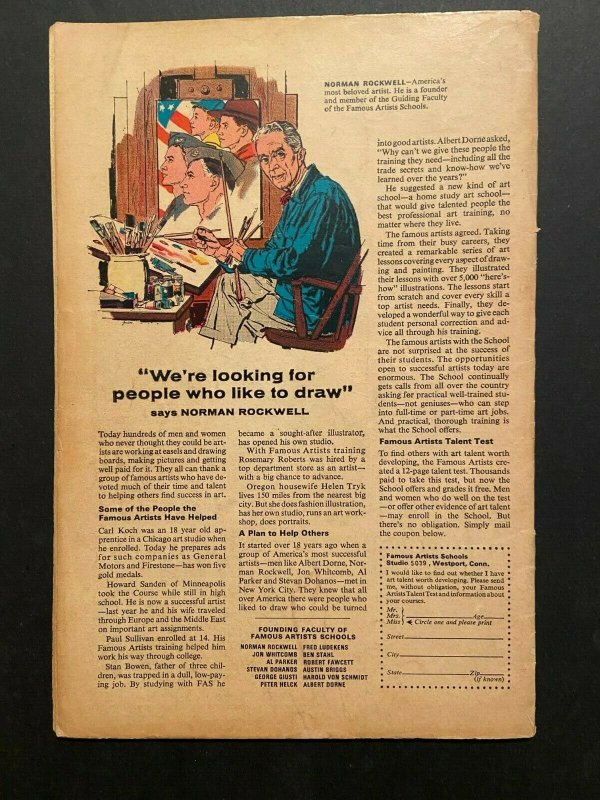 NORMAN ROCKWELL—America's
most beloved artist. He is a founder
and member of the Guiding Faculty
of the Famous Artists Schools.
"We're looking for
people who like to draw"
says NORMAN ROCKWELL
Today hundreds of men and women
who never thought they could be art-
ists are working at easels and drawing
boards, making pictures and getting
well paid for it. They all can thank a
group of famous artists who have de-
voted much of their time and talent
to helping others find success in art.
Some of the People the
Famous Artists Have Helped
Carl Koch was an 18 year old ap-
prentice in a Chicago art studio when
he enrolled. Today he prepares ads
for such companies as General
Motors and Firestone—has won five
gold medals.
Howard Sanden of Minneapolis
took the Course while still in high
school. He is now a successful artist
—last year he and his wife traveled
through Europe and the Middle East
on important art assignments.
Paul Sullivan enrolled at 14. His
Famous Artists training helped him
work his way through college.
Stan Bowen, father of three chil-
dren, was trapped in a dull, low-pay-
ing job. By studying with FAS he
became a sought-after illustrator,
has opened his own studio.
With Famous Artists training
Rosemary Roberts was hired by a
top department store as an artist—
with a big chance to advance.
Oregon housewife Helen Tryk
lives 150 miles from the nearest big
city. But she does fashion illustration,
has her own studio, runs an art work-
shop, does portraits.
A Plan to Help Others
It started over 18 years ago when a
group of America's most successful
artists—men like Albert Dorne, Nor-
man Rockwell, Jon Whitcomb, Al
Parker and Stevan Dohanos—met in
New York City. They knew that all
over America there were people who
liked to draw who could be turned
FOUNDING FACULTY OF
FAMOUS ARTISTS SCHOOLS
NORMAN ROCKWELL FRED LUDEKENS
JON WHITCOMB BEN STAHL
AL PARKER ROBERT FAWCETT
STEVAN DOHANOS AUSTIN BRIGGS
GEORGE GIUSTI HAROLD VON SCHMIDT
PETER HELCK ALBERT DORNE
into good artists. Albert Dorne asked,
"Why can't we give these people the
training they need—including all the
trade secrets and know-how we've
learned over the years?"
He suggested a new kind of art
school—a home study art school—
that would give talented people the
best professional art training, no
matter where they live.
The famous artists agreed. Taking
time from their busy careers, they
created a remarkable series of art
lessons covering every aspect of draw-
ing and painting. They illustrated
their lessons with over 5,000 "here's-
how" illustrations. The lessons start
from scratch and cover every skill a
top artist needs. Finally, they de-
veloped a wonderful way to give each
student personal correction and ad-
vice all through his training.
The famous artists with the School
are not surprised at the success of
their students. The opportunities
open to successful artists today are
enormous. The School continually
gets calls from all over the country
asking for practical well-trained stu-
dents—not geniuses—who can step
into full-time or part-time art jobs.
And practical, thorough training is
what the School offers.
Famous Artists Talent Test
To find others with art talent worth
developing, the Famous Artists cre-
ated a 12-page talent test. Thousands
paid to take this test, but now the
School offers and grades it free. Men
and women who do well on the test
—or offer other evidence of art talent
—may enroll in the School. But
there's no obligation. Simply mail
the coupon below.
Famous Artists Schools
Studio 5039, Westport, Conn.
I would like to find out whether I have
art talent worth developing. Please send
me, without obligation, your Famous
Artists Talent Test and information about
your courses.
Mr.
Mrs. Age
Miss Circle one and please print
Street
City
State Zip
(if known)